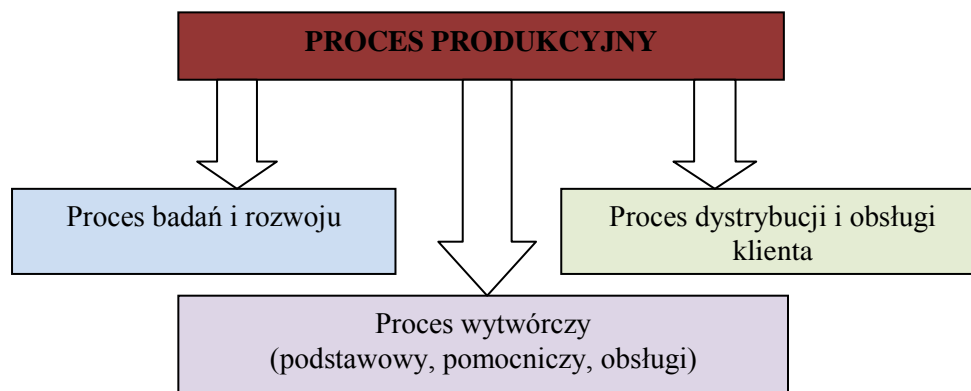 PROCES PRODUKCYJNY
Proces badań i rozwoju
Proces dystrybucji i obsługi
klienta
Proces wytwórczy
(podstawowy, pomocniczy, obsługi)